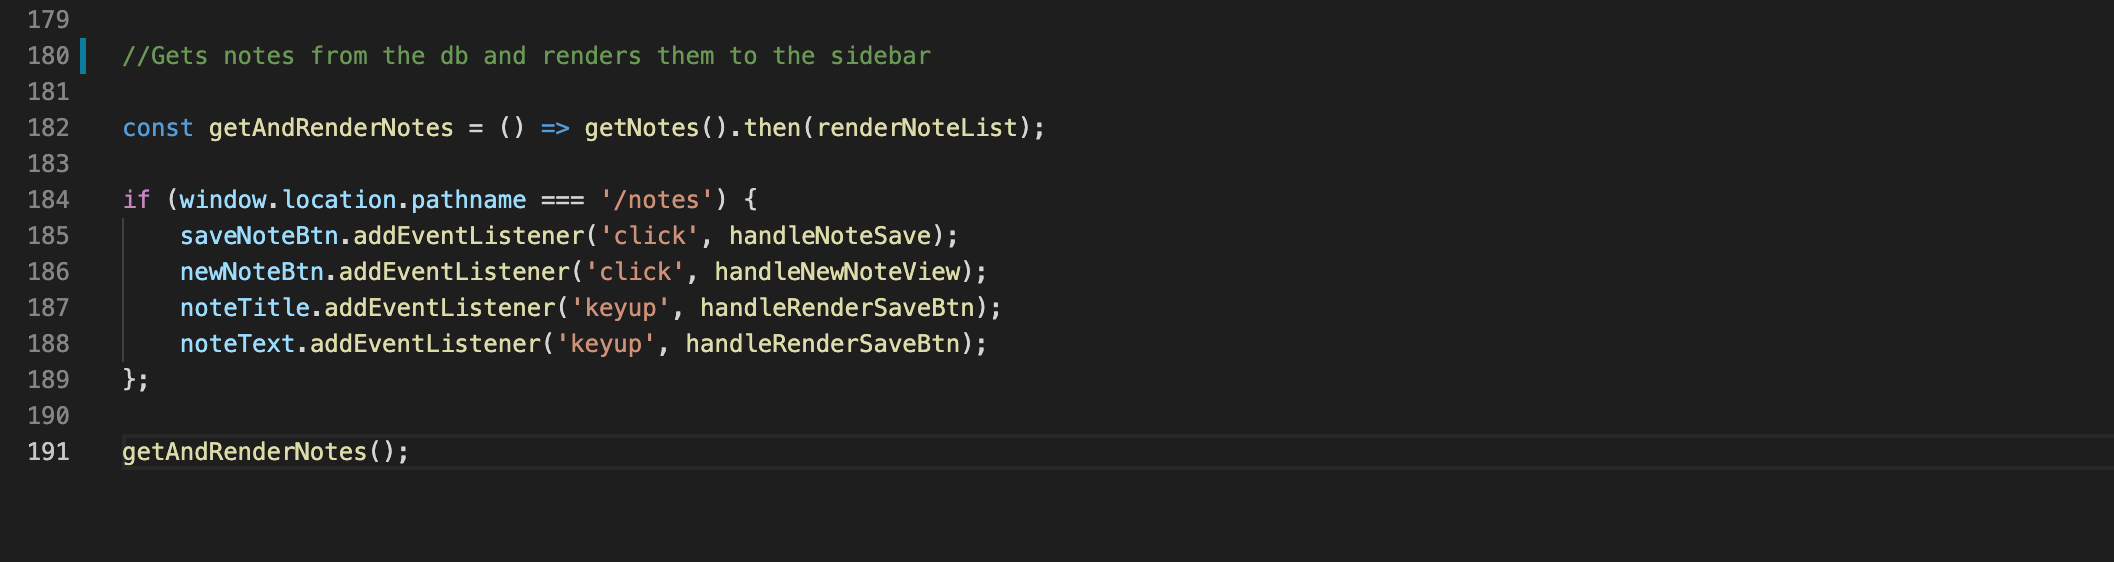 179
180 //Gets notes from the db and renders them to the sidebar
181
182 const getAndRenderNotes = () => getNotes().then(renderNoteList);
183
184 if (window.location.pathname === '/notes') {
185     saveNoteBtn.addEventListener('click', handleNoteSave);
186     newNoteBtn.addEventListener('click', handleNewNoteView);
187     noteTitle.addEventListener('keyup', handleRenderSaveBtn);
188     noteText.addEventListener('keyup', handleRenderSaveBtn);
189 };
190
191 getAndRenderNotes();